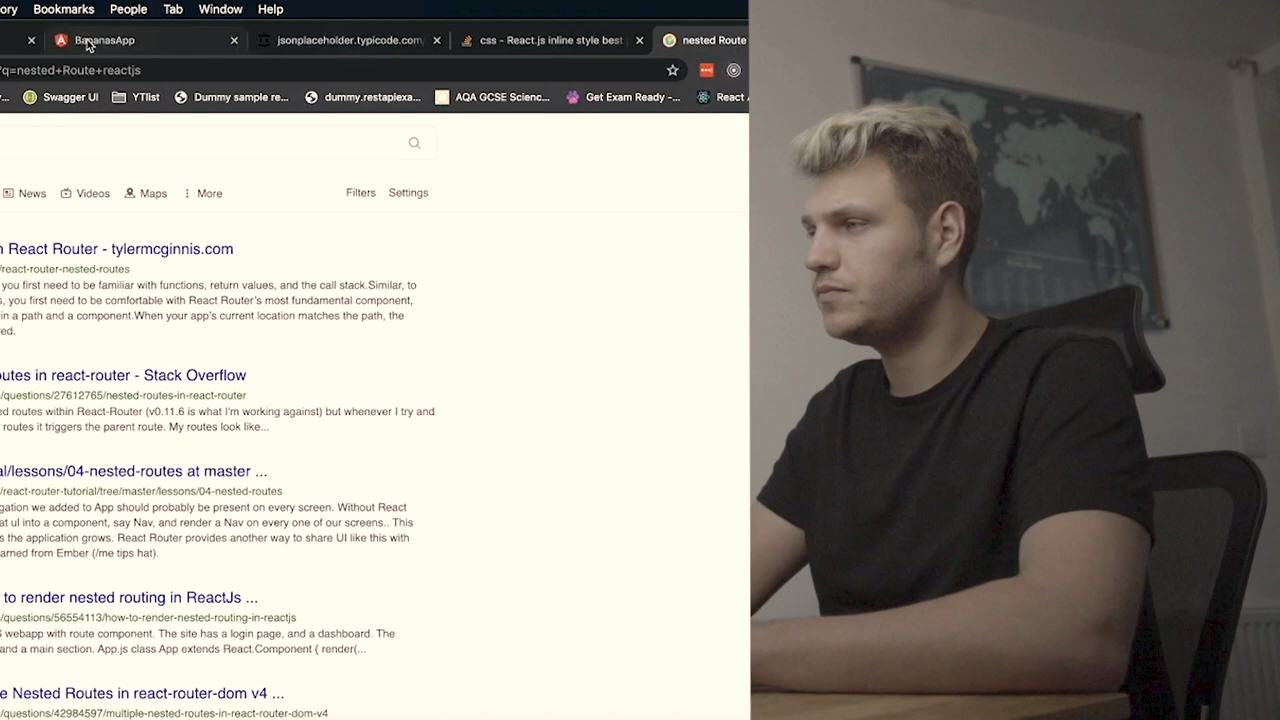 ory Bookmarks People Tab Window Help
BananasApp jsonplaceholder.typicode.com css - React.js inline style best nested Route
?q=nested+Route+reactjs
... Swagger UI YTlist Dummy sample re... dummy.restapiexa... AQA GCSE Scienc... Get Exam Ready -... React
News Videos Maps More Filters Settings
n React Router - tylermcginnis.com
/react-router-nested-routes
you first need to be familiar with functions, return values, and the call stack.Similar, to
s, you first need to be comfortable with React Router's most fundamental component,
in a path and a component.When your app's current location matches the path, the
red.
outes in react-router - Stack Overflow
/questions/27612765/nested-routes-in-react-router
ed routes within React-Router (v0.11.6 is what I'm working against) but whenever I try and
routes it triggers the parent route. My routes look like...
al/lessons/04-nested-routes at master ...
/react-router-tutorial/tree/master/lessons/04-nested-routes
gation we added to App should probably be present on every screen. Without React
at ul into a component, say Nav, and render a Nav on every one of our screens.. This
s the application grows. React Router provides another way to share UI like this with
arned from Ember (/me tips hat).
to render nested routing in ReactJs ...
/questions/56554113/how-to-render-nested-routing-in-reactjs
S webapp with route component. The site has a login page, and a dashboard. The
and a main section. App.js class App extends React.Component { render(...
e Nested Routes in react-router-dom v4 ...
/questions/42984597/multiple-nested-routes-in-react-router-dom-v4